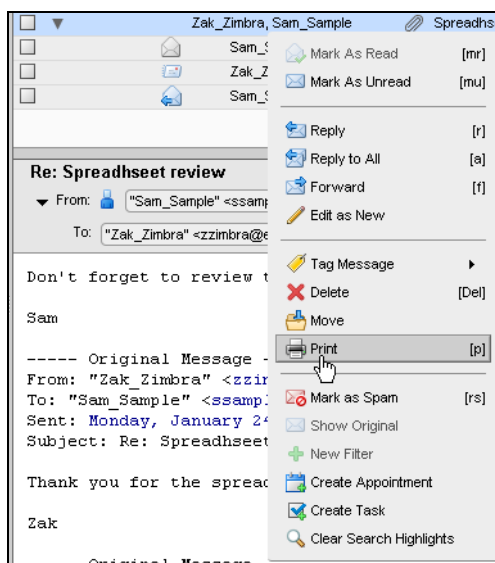 Zak_Zimbra, Sam_Sample Spreadhs
Sam_S
Zak_Z
Sam_S
Mark As Read [mr]
Mark As Unread [mu]
Reply [r]
Reply to All [a]
Forward [f]
Edit as New
Tag Message
Delete [Del]
Move
Print [p]
Mark as Spam [rs]
Show Original
New Filter
Create Appointment
Create Task
Clear Search Highlights
Re: Spreadhseet review
From: "Sam_Sample" <ssamp
To: "Zak_Zimbra" <zzimbra@e
Don't forget to review t
Sam
----- Original Message -
From: "Zak_Zimbra" <zzim
To: "Sam_Sample" <ssampl
Sent: Monday, January 24
Subject: Re: Spreadhseet
Thank you for the spread
Zak
----- Original Message